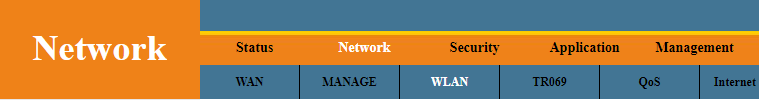 Network
Status Network Security Application Management
WAN MANAGE WLAN TR069 QoS Internet